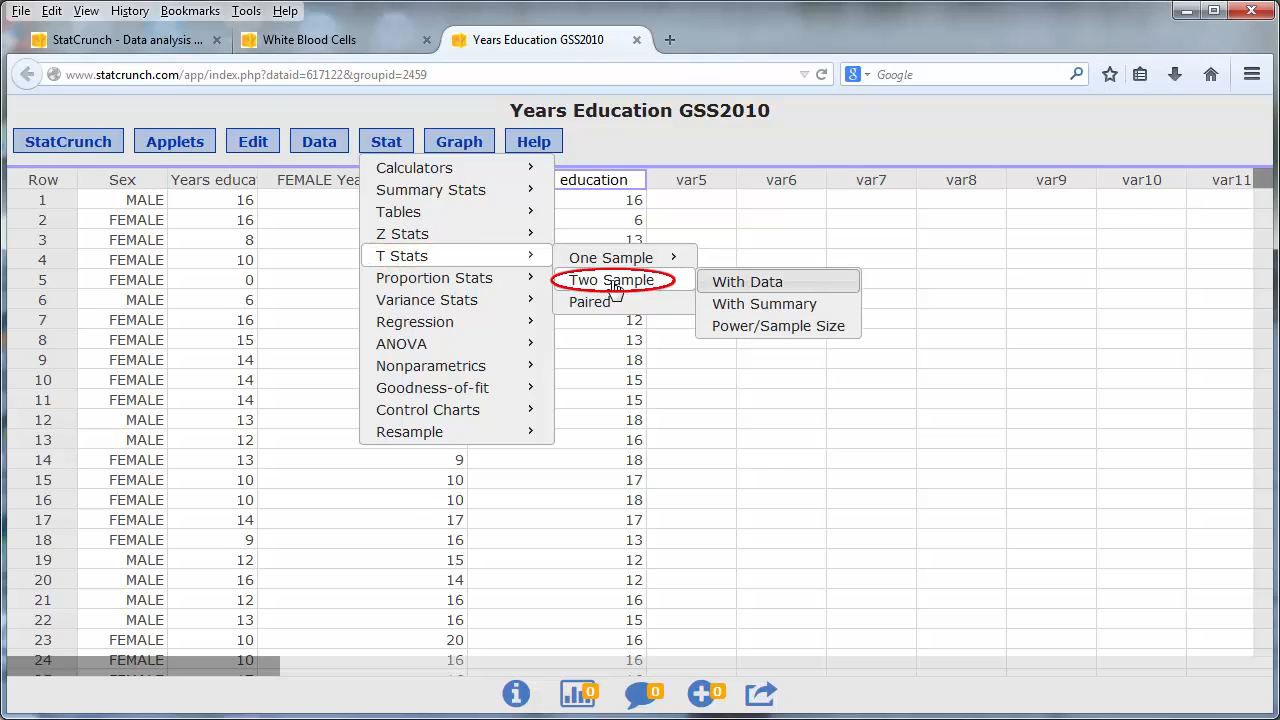 File Edit View History Bookmarks Tools Help
StatCrunch - Data analysis ... × White Blood Cells × Years Education GSS2010 × +
www.statcrunch.com/app/index.php?dataid=617122&groupid=2459 Google
Years Education GSS2010
StatCrunch Applets Edit Data Stat Graph Help
Row Sex Years educa FEMALE Yea education var5 var6 var7 var8 var9 var10 var11
Calculators
Summary Stats
Tables
Z Stats
T Stats
Proportion Stats
Variance Stats
Regression
ANOVA
Nonparametrics
Goodness-of-fit
Control Charts
Resample
One Sample
Two Sample
Paired
With Data
With Summary
Power/Sample Size
1 MALE 16 16
2 FEMALE 16 6
3 FEMALE 8 13
4 FEMALE 10
5 FEMALE 0
6 MALE 6
7 FEMALE 16 12
8 FEMALE 15 13
9 FEMALE 14 18
10 FEMALE 14 15
11 FEMALE 14 15
12 MALE 13 18
13 MALE 12 16
14 FEMALE 13 9 18
15 FEMALE 10 10 17
16 FEMALE 10 10 18
17 FEMALE 14 17 17
18 FEMALE 9 16 13
19 MALE 12 15 12
20 MALE 16 14 12
21 MALE 12 16 16
22 MALE 13 16 15
23 FEMALE 10 20 16
24 FEMALE 10 16 16
0 0 0